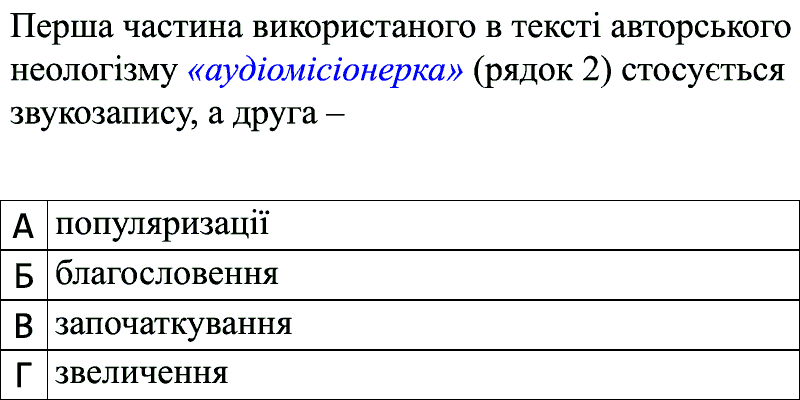 Перша частина використаного в тексті авторського
неологізму «аудіомісіонерка» (рядок 2) стосується
звукозапису, а друга –
А популяризації
Б благословення
В започаткування
Г звеличення